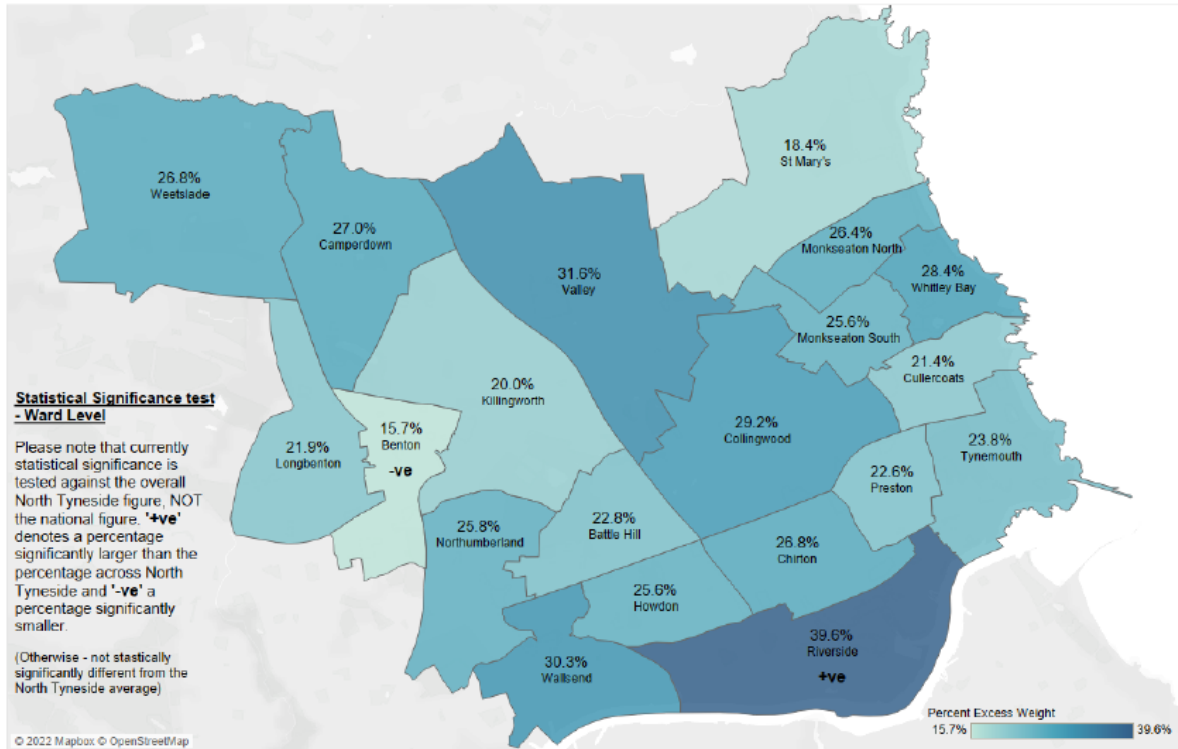 18.4%
St Mary's
26.8%
Weetslade
27.0%
Camperdown
26.4%
Monkseaton North
31.6%
Valley
28.4%
Whitley Bay
25.6%
Monkseaton South
21.4%
Cullercoats
20.0%
Killingworth
Statistical Significance test
- Ward Level
Please note that currently
statistical significance is
tested against the overall
North Tyneside figure, NOT
the national figure. '+ve'
denotes a percentage
significantly larger than the
percentage across North
Tyneside and '-ve' a
percentage significantly
smaller.
(Otherwise - not stastically
significantly different from the
North Tyneside average)
15.7%
Benton
-ve
21.9%
Longbenton
29.2%
Collingwood
23.8%
Tynemouth
22.6%
Preston
25.8%
Northumberland
22.8%
Battle Hill
26.8%
Chirton
25.6%
Howdon
39.6%
Riverside
+ve
30.3%
Wallsend
Percent Excess Weight
15.7% 39.6%
© 2022 Mapbox © OpenStreetMap